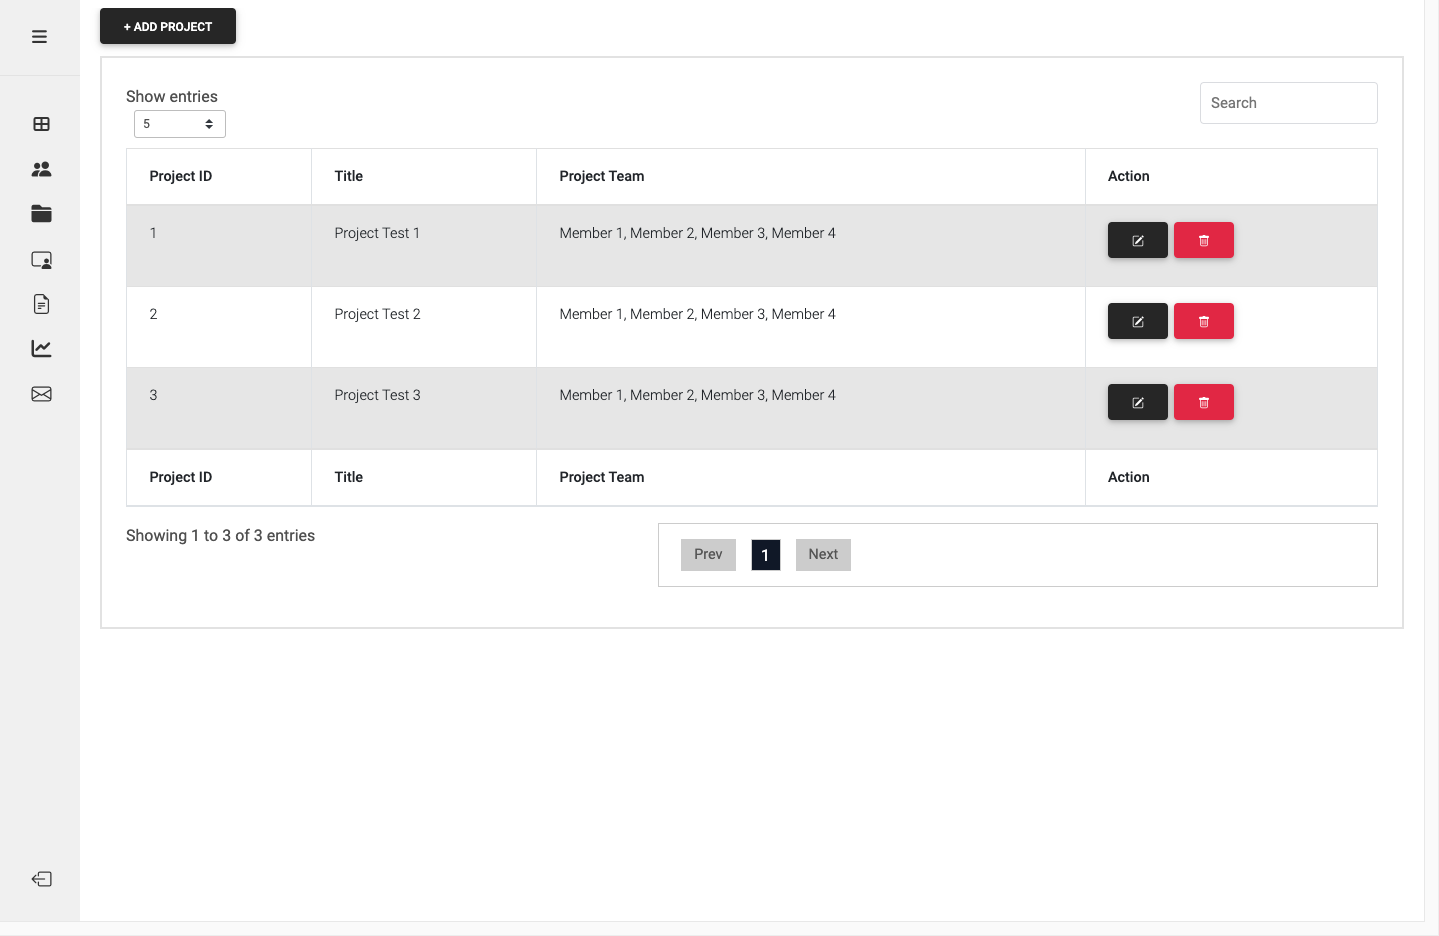 + ADD PROJECT
Show entries
5
Search
Project ID Title Project Team Action
1 Project Test 1 Member 1, Member 2, Member 3, Member 4
2 Project Test 2 Member 1, Member 2, Member 3, Member 4
3 Project Test 3 Member 1, Member 2, Member 3, Member 4
Project ID Title Project Team Action
Showing 1 to 3 of 3 entries
Prev 1 Next